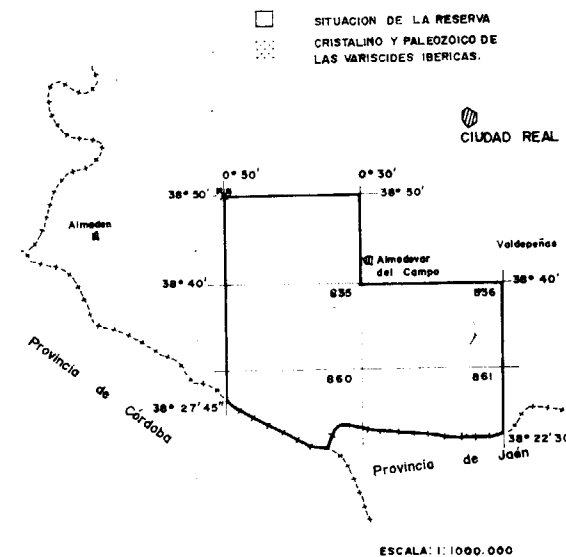 SITUACION DE LA RESERVA
CRISTALINO Y PALEOZOICO DE
LAS VARISCIDES IBERICAS.
CIUDAD REAL
0° 50'
0° 30'
38° 50'
38° 50'
Almaden
Almodovar
del Campo
Valdepeñas
38° 40'
835
836
38° 40'
860
861
Provincia de Córdoba
38° 27' 45"
38° 22' 30
Provincia de Jaén
ESCALA: 1:1000.000